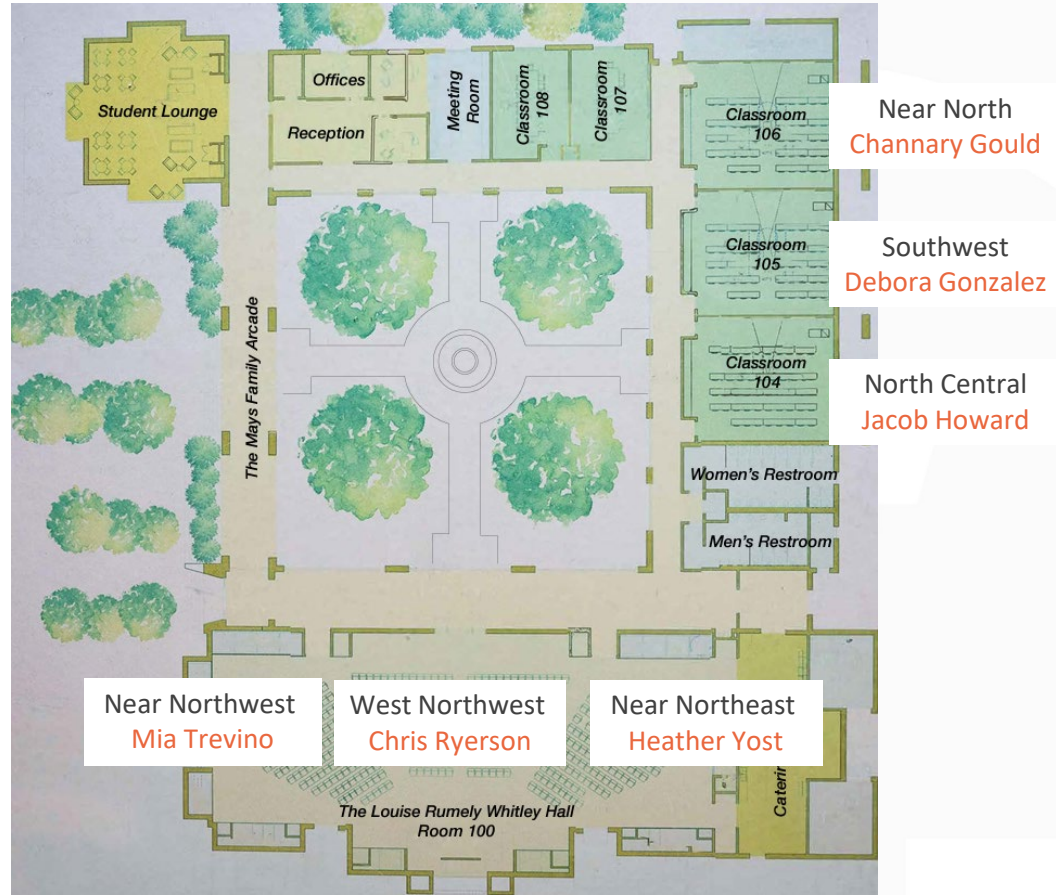 Student Lounge
Offices
Reception
Meeting
Room
Classroom
108
Classroom
107
Classroom
106
Near North
Channary Gould
Classroom
105
Southwest
Debora Gonzalez
Classroom
104
North Central
Jacob Howard
The Mays Family Arcade
Women's Restroom
Men's Restroom
Near Northwest
Mia Trevino
West Northwest
Chris Ryerson
Near Northeast
Heather Yost
The Louise Rumely Whitley Hall
Room 100